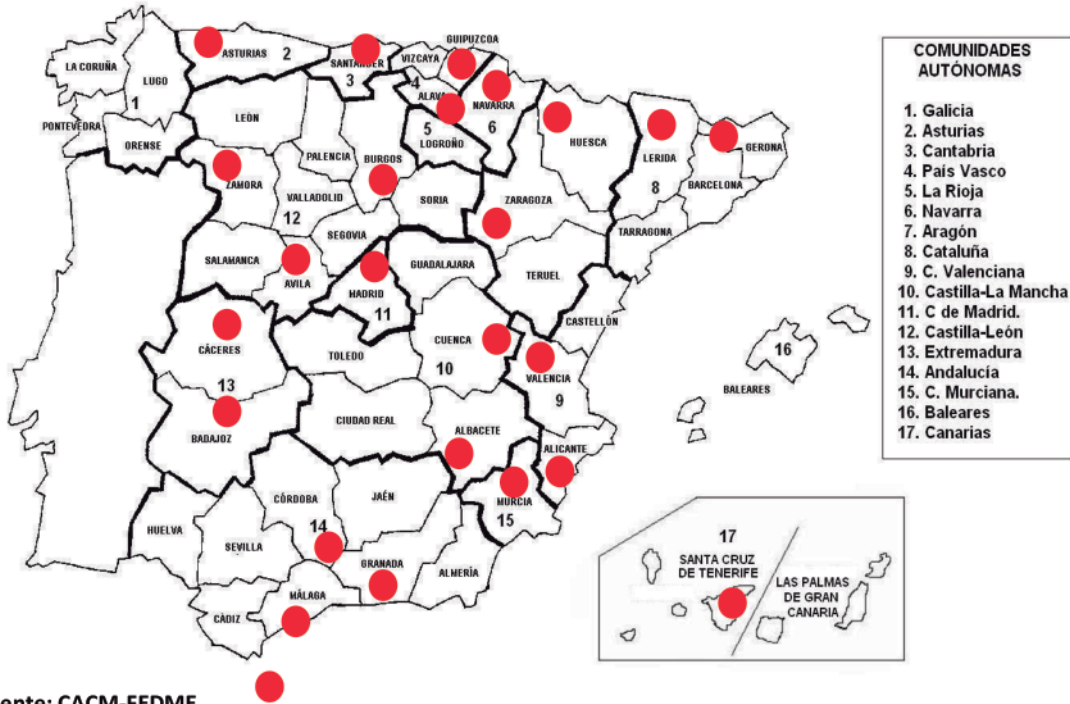 GUIPUZCOA
ASTURIAS
2
SANTANDER
3
VIZCAYA
LA CORUÑA
LUGO
1
4
ALAVA
NAVARRA
6
PONTEVEDRA
ORENSE
LEÓN
PALENCIA
BURGOS
5
LOGROÑO
HUESCA
LERIDA
8
GERONA
BARCELONA
ZAMORA
VALLADOLID
12
SORIA
ZARAGOZA
TARRAGONA
SEGOVIA
SALAMANCA
AVILA
MADRID
11
GUADALAJARA
TERUEL
CASTELLÓN
CÁCERES
13
TOLEDO
CUENCA
10
VALENCIA
9
16
BALEARES
BADAJOZ
CIUDAD REAL
ALBACETE
ALICANTE
CÓRDOBA
JAÉN
MURCIA
15
HUELVA
SEVILLA
14
GRANADA
ALMERÍA
MÁLAGA
CÁDIZ
17
SANTA CRUZ
DE TENERIFE
LAS PALMAS
DE GRAN
CANARIA
COMUNIDADES
AUTÓNOMAS
1. Galicia
2. Asturias
3. Cantabria
4. País Vasco
5. La Rioja
6. Navarra
7. Aragón
8. Cataluña
9. C. Valenciana
10. Castilla-La Mancha
11. C de Madrid.
12. Castilla-León
13. Extremadura
14. Andalucía
15. C. Murciana.
16. Baleares
17. Canarias
ente: CACM-FEDME